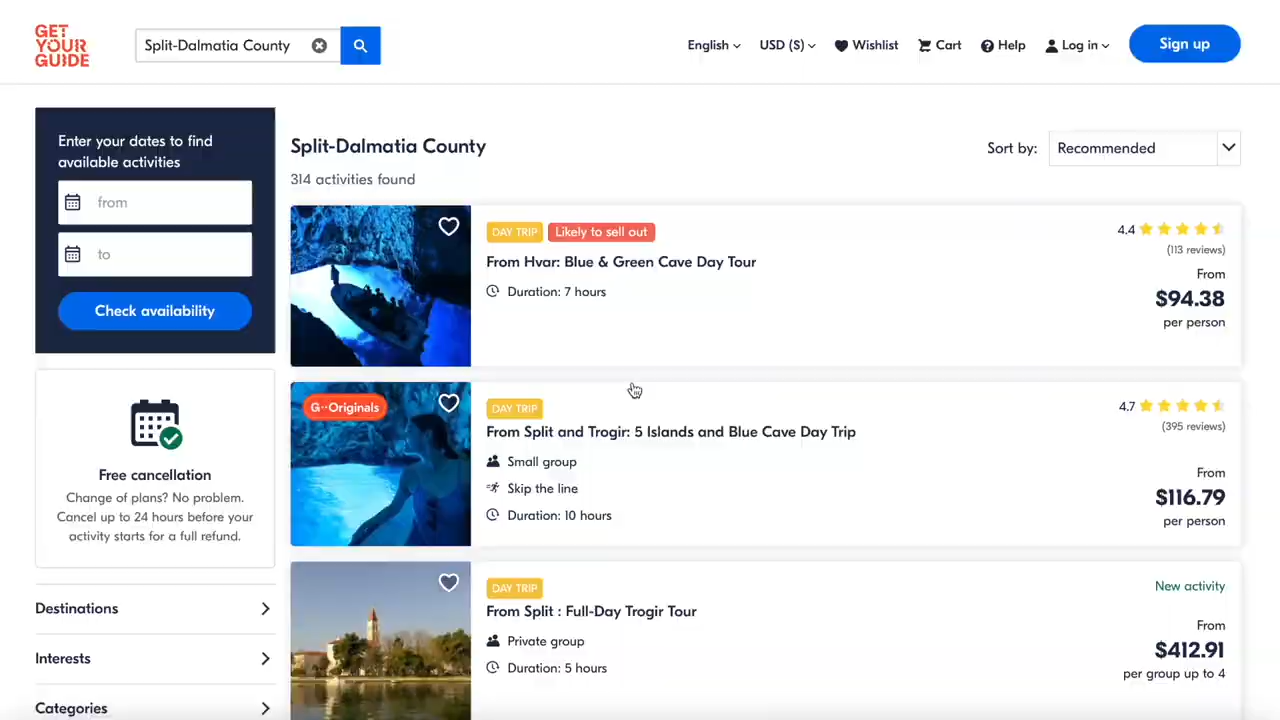 GET
YOUR
GUIDE
Split-Dalmatia County
English
USD ($)
Wishlist
Cart
Help
Log in
Sign up
Enter your dates to find
available activities
from
to
Check availability
Free cancellation
Change of plans? No problem.
Cancel up to 24 hours before your
activity starts for a full refund.
Destinations
Interests
Categories
Split-Dalmatia County
314 activities found
Sort by:
Recommended
DAY TRIP
Likely to sell out
From Hvar: Blue & Green Cave Day Tour
Duration: 7 hours
4.4
(113 reviews)
From
$94.38
per person
G··Originals
DAY TRIP
From Split and Trogir: 5 Islands and Blue Cave Day Trip
Small group
Skip the line
Duration: 10 hours
4.7
(395 reviews)
From
$116.79
per person
DAY TRIP
From Split : Full-Day Trogir Tour
Private group
Duration: 5 hours
New activity
From
$412.91
per group up to 4